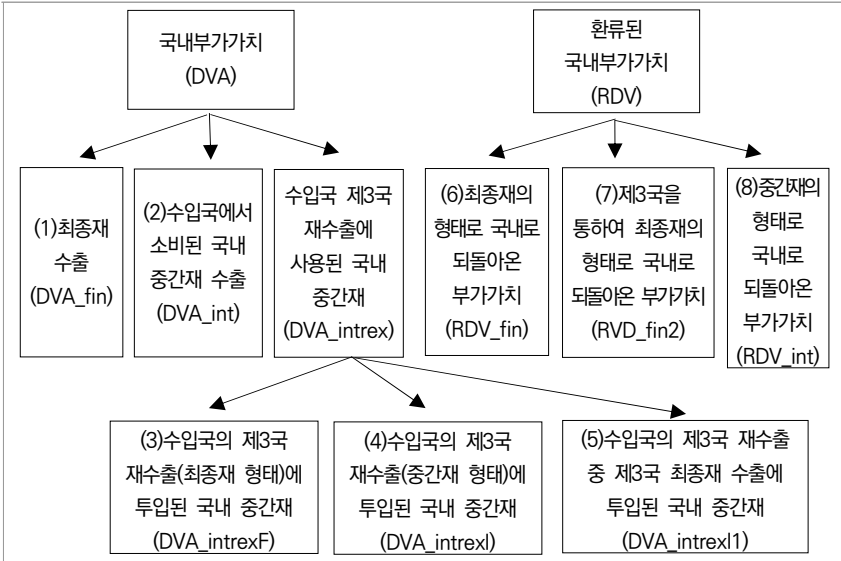 국내부가가치
(DVA)
환류된
국내부가가치
(RDV)
(1)최종재
수출
(DVA_fin)
(2)수입국에서
소비된 국내
중간재 수출
(DVA_int)
수입국 제3국
재수출에
사용된 국내
중간재
(DVA_intrex)
(6)최종재의
형태로 국내로
되돌아온
부가가치
(RDV_fin)
(7)제3국을
통하여 최종재의
형태로 국내로
되돌아온 부가가치
(RVD_fin2)
(8)중간재의
형태로
국내로
되돌아온
부가가치
(RDV_int)
(3)수입국의 제3국
재수출(최종재 형태)에
투입된 국내 중간재
(DVA_intrexF)
(4)수입국의 제3국
재수출(중간재 형태)에
투입된 국내 중간재
(DVA_intrexI)
(5)수입국의 제3국 재수출
중 제3국 최종재 수출에
투입된 국내 중간재
(DVA_intrexI1)